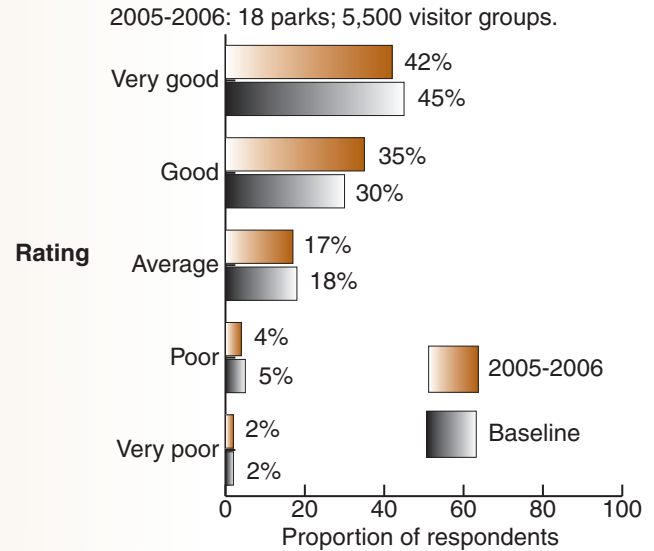 2005-2006: 18 parks; 5,500 visitor groups.
Very good
42%
45%
Good
35%
30%
Rating
Average
17%
18%
Poor
4%
5%
2005-2006
Baseline
Very poor
2%
2%
0 20 40 60 80 100
Proportion of respondents